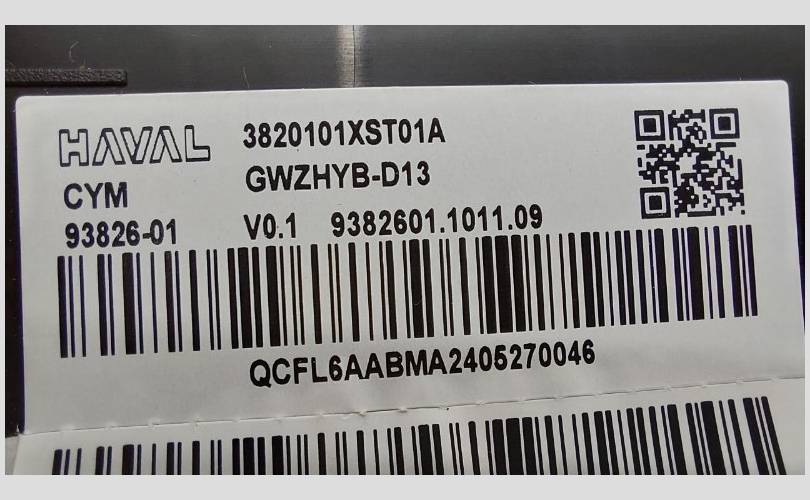 HAVAL 3820101XST01A
CYM GWZHYB-D13
93826-01 V0.1 9382601.1011.09
QCFL6AABMA2405270046